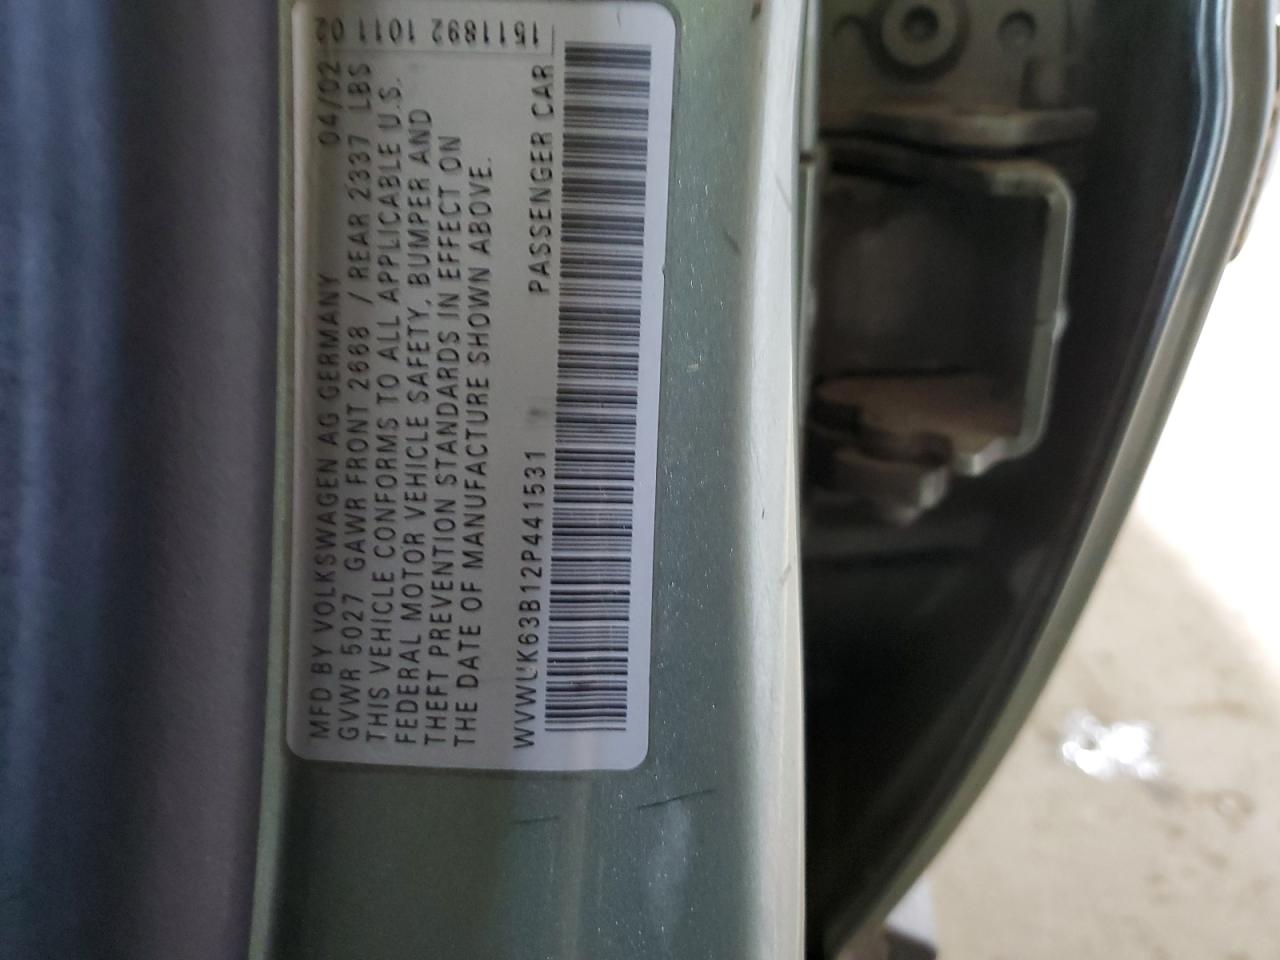 MFD BY VOLKSWAGEN AG GERMANY 04/02
GVWR 5027 GAWR FRONT 2668 / REAR 2337 LBS
THIS VEHICLE CONFORMS TO ALL APPLICABLE U.S.
FEDERAL MOTOR VEHICLE SAFETY, BUMPER AND
THEFT PREVENTION STANDARDS IN EFFECT ON
THE DATE OF MANUFACTURE SHOWN ABOVE.
WVWUK63B12P441531 PASSENGER CAR
1511892 1011 02